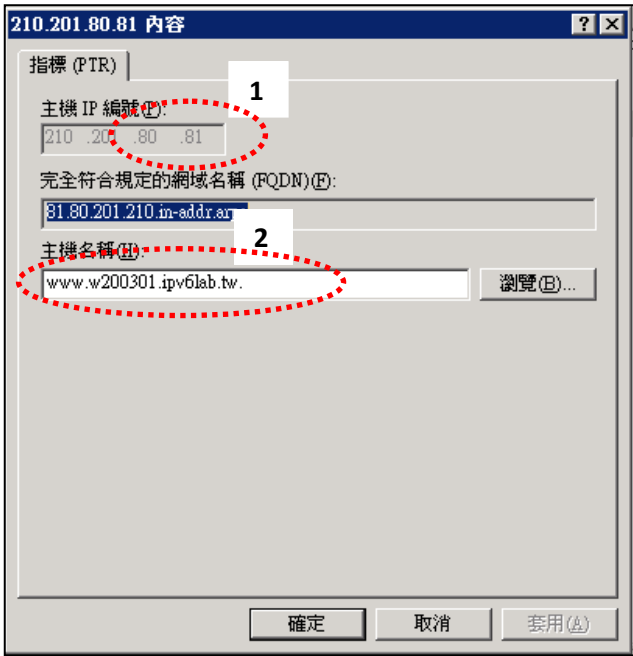 210.201.80.81 內容
指標 (PTR)
1
主機 IP 編號(P):
210 .201 .80 .81
完全符合規定的網域名稱 (FQDN)(F):
81.80.201.210.in-addr.arpa
2
主機名稱(H):
www.w200301.ipv6lab.tw.
瀏覽(B)...
確定
取消
套用(A)